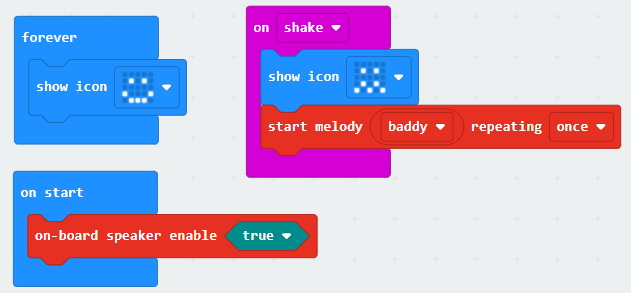 forever
show icon
on shake
show icon
start melody baddy repeating once
on start
on-board speaker enable true